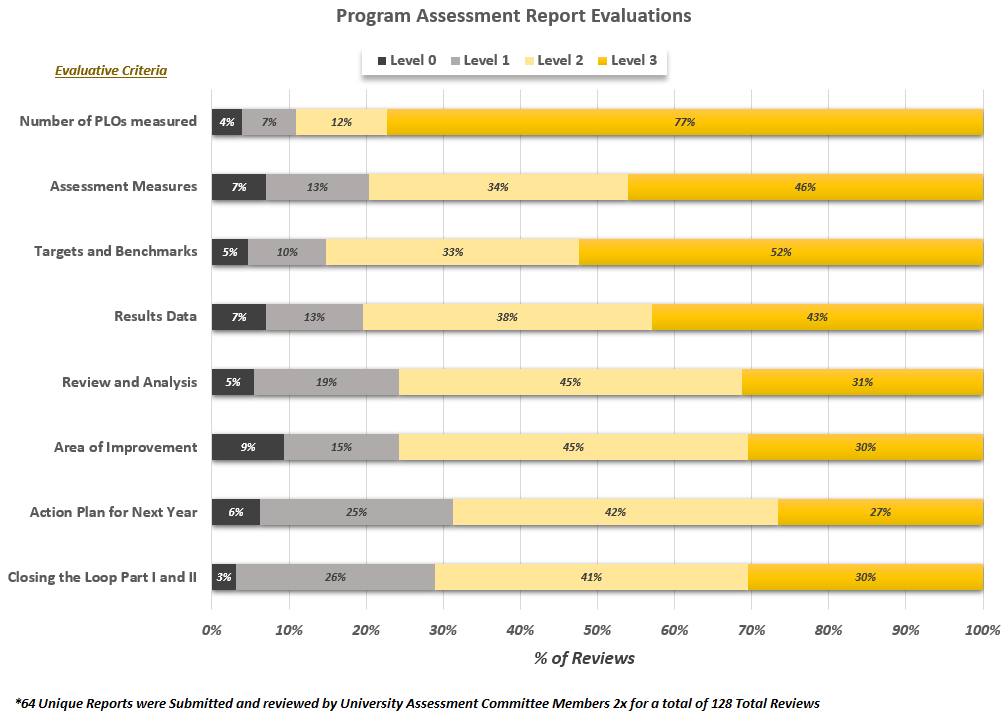 Program Assessment Report Evaluations
Level 0 Level 1 Level 2 Level 3
Evaluative Criteria
Number of PLOs measured 4% 7% 12% 77%
Assessment Measures 7% 13% 34% 46%
Targets and Benchmarks 5% 10% 33% 52%
Results Data 7% 13% 38% 43%
Review and Analysis 5% 19% 45% 31%
Area of Improvement 9% 15% 45% 30%
Action Plan for Next Year 6% 25% 42% 27%
Closing the Loop Part I and II 3% 26% 41% 30%
0% 10% 20% 30% 40% 50% 60% 70% 80% 90% 100%
% of Reviews
*64 Unique Reports were Submitted and reviewed by University Assessment Committee Members 2x for a total of 128 Total Reviews